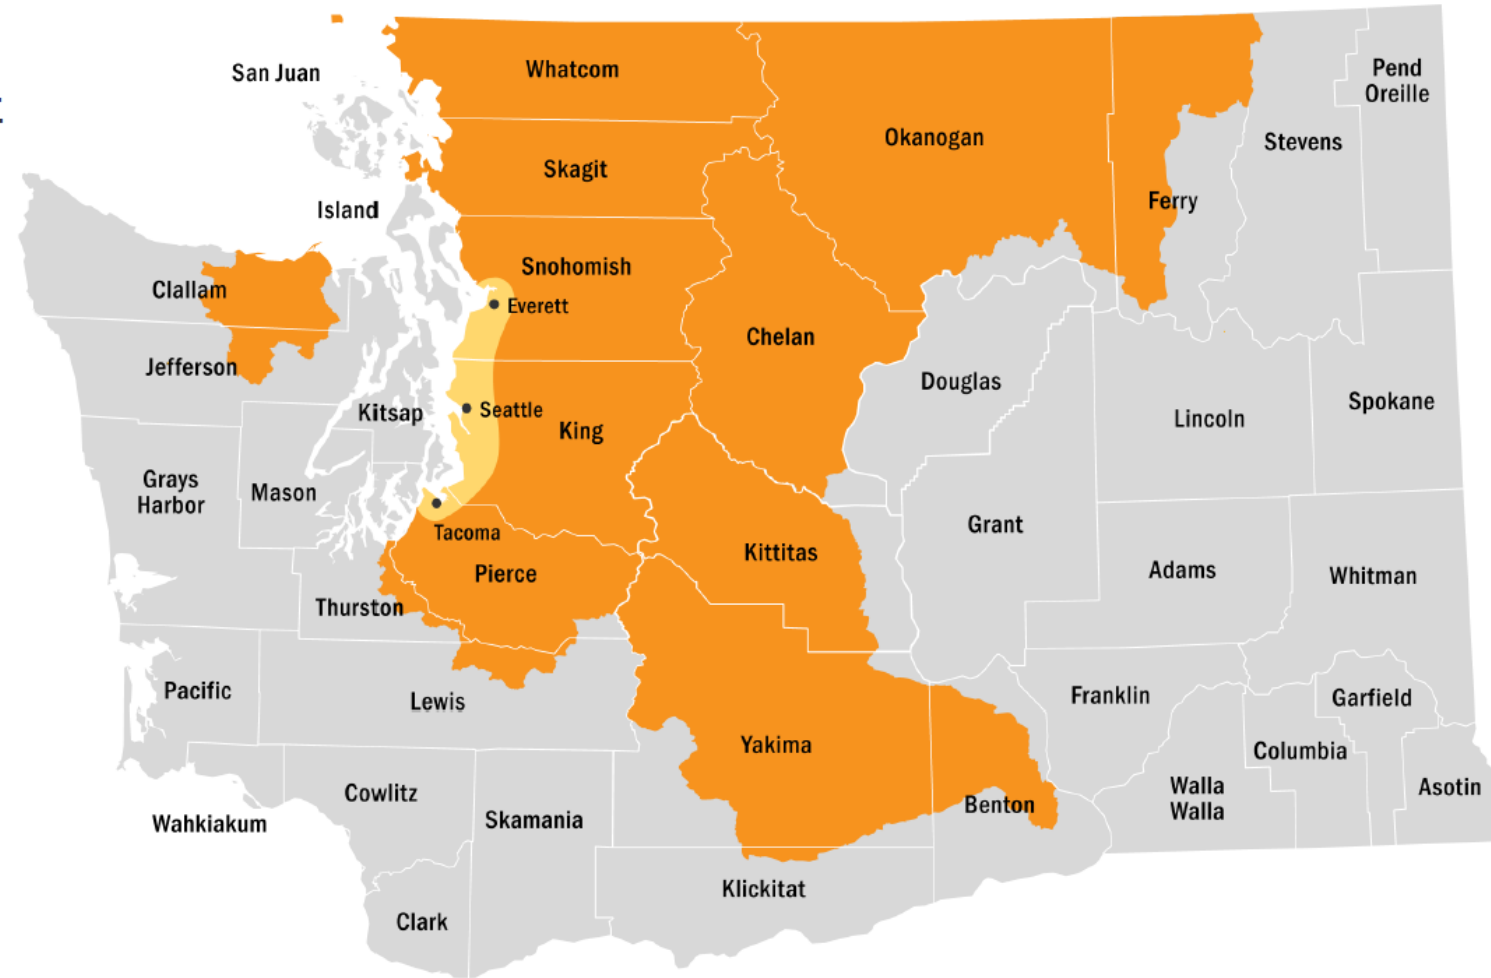 San Juan
Whatcom
Pend
Oreille
Okanogan
Stevens
Skagit
Ferry
Island
Snohomish
Clallam
Everett
Chelan
Jefferson
Douglas
Kitsap
Seattle
King
Lincoln
Spokane
Grays
Harbor
Mason
Tacoma
Grant
Kittitas
Pierce
Adams
Whitman
Thurston
Pacific
Lewis
Franklin
Garfield
Yakima
Columbia
Walla
Walla
Asotin
Cowlitz
Benton
Wahkiakum
Skamania
Klickitat
Clark